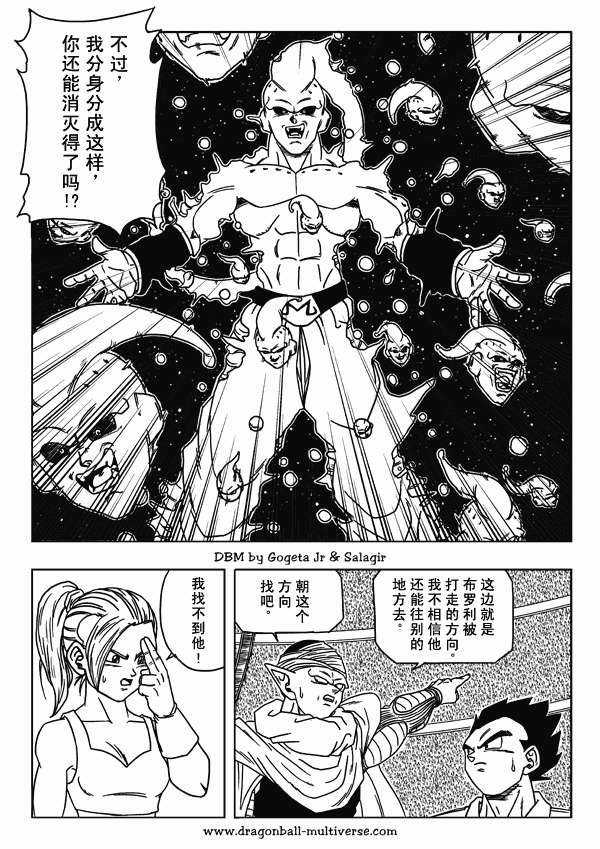 不过，
我分身分成这样，
你还能消灭得了吗!?
M
DBM by Gogeta Jr & Salagir
我找不到他！
朝这个
方向
找吧。
这边就是
布罗利被
打走的方向。
我不相信他
还能往别的
地方去。
www.dragonball-multiverse.com